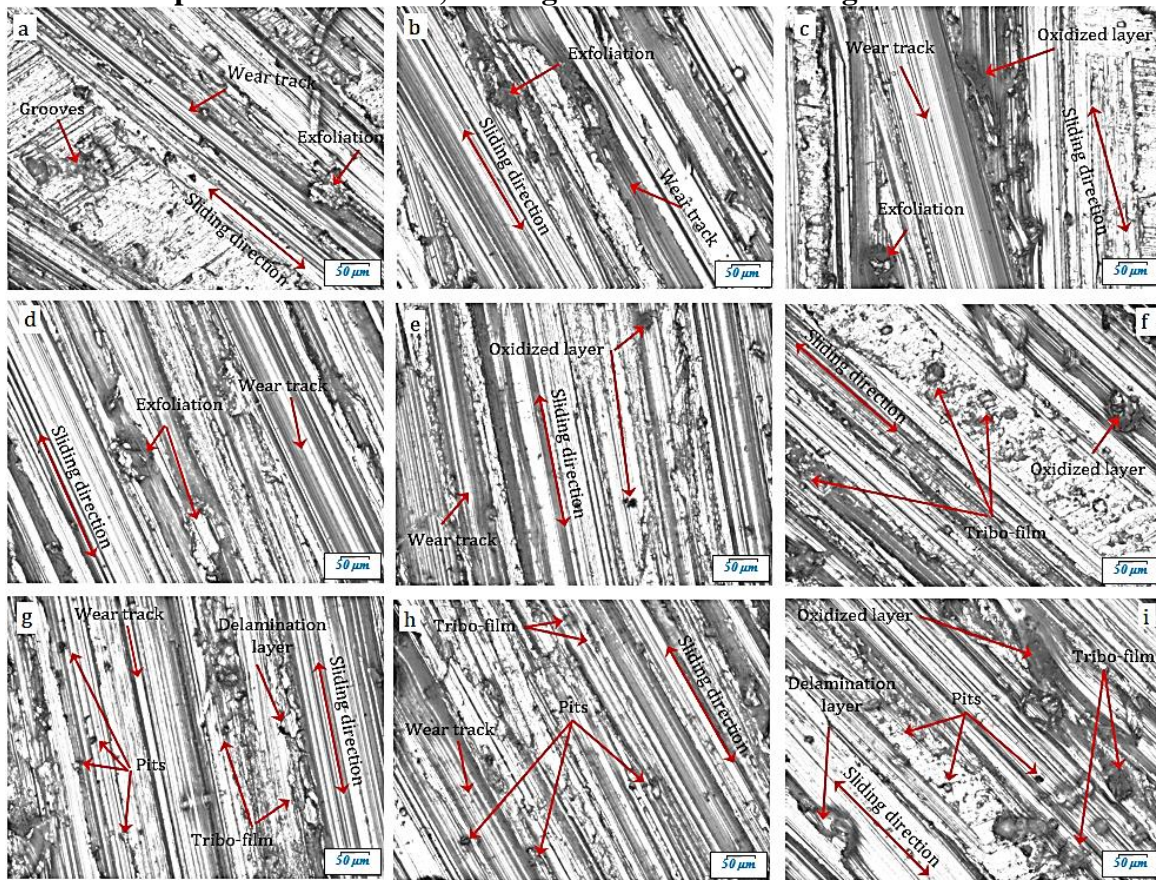 a
Wear track
Grooves
Exfoliation
Sliding direction
50 µm
b
Exfoliation
Sliding direction
Wear track
50 µm
c
Wear track
Oxidized layer
Sliding direction
Exfoliation
50 µm
d
Wear track
Exfoliation
Sliding direction
50 µm
e
Oxidized layer
Sliding direction
Wear track
50 µm
f
Sliding direction
Oxidized layer
Tribo-film
50 µm
g
Wear track
Delamination
layer
Sliding direction
Pits
Tribo-film
50 µm
h
Tribo-film
Sliding direction
Pits
Wear track
50 µm
i
Oxidized layer
Tribo-film
Delamination
layer
Pits
Sliding direction
50 µm